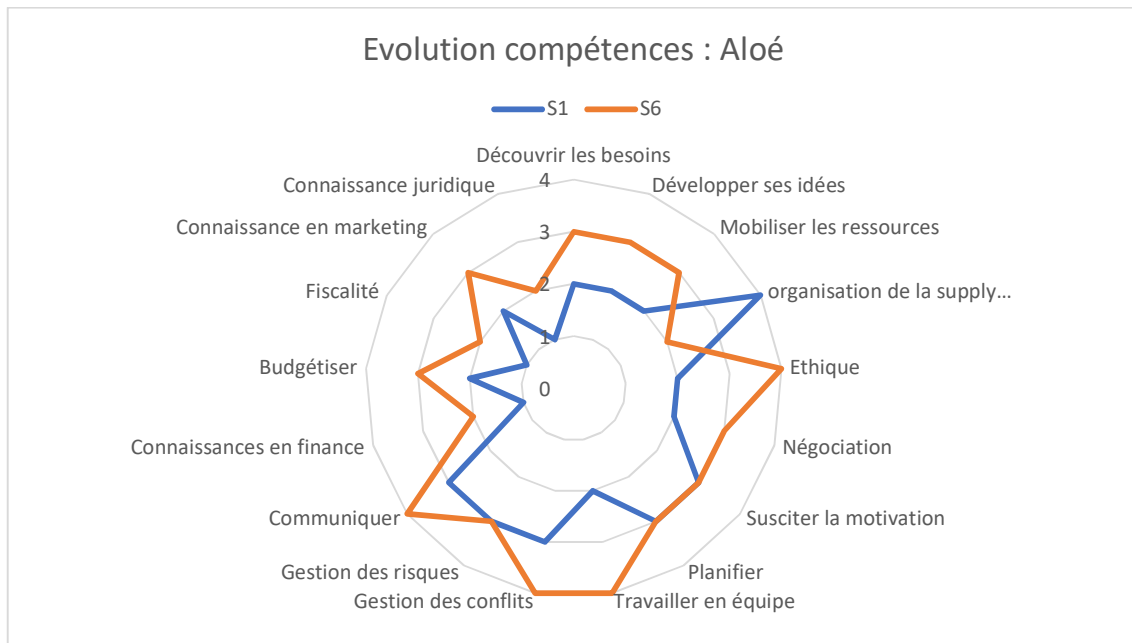 Evolution compétences : Aloé
S1 S6
Découvrir les besoins
Connaissance juridique
4
Développer ses idées
Connaissance en marketing
3
Mobiliser les ressources
Fiscalité
2
organisation de la supply...
1
Budgétiser
0
Ethique
Connaissances en finance
Négociation
Communiquer
Susciter la motivation
Gestion des risques
Planifier
Gestion des conflits
Travailler en équipe